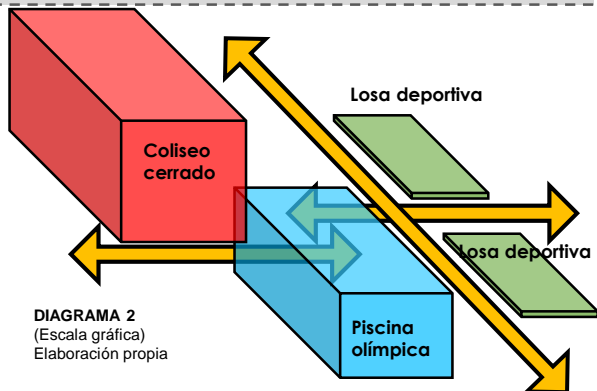 Losa deportiva
Coliseo
cerrado
Losa deportiva
DIAGRAMA 2
(Escala gráfica)
Elaboración propia
Piscina
olímpica